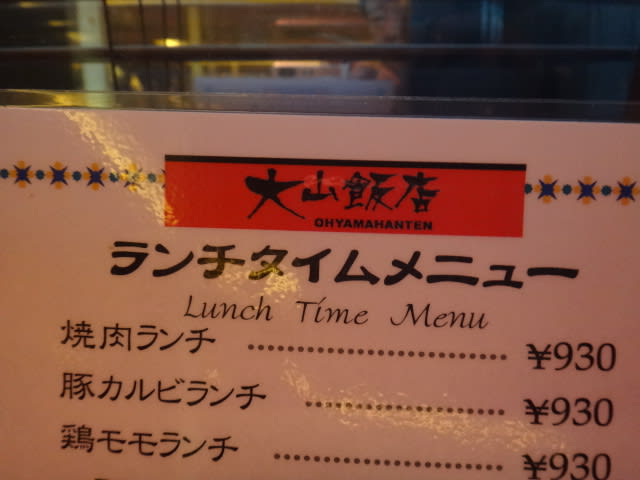 大山飯店
OHYAMAHANTEN
ランチタイムメニュー
Lunch Time Menu
焼肉ランチ ¥930
豚カルビランチ ¥930
鶏モモランチ ¥930